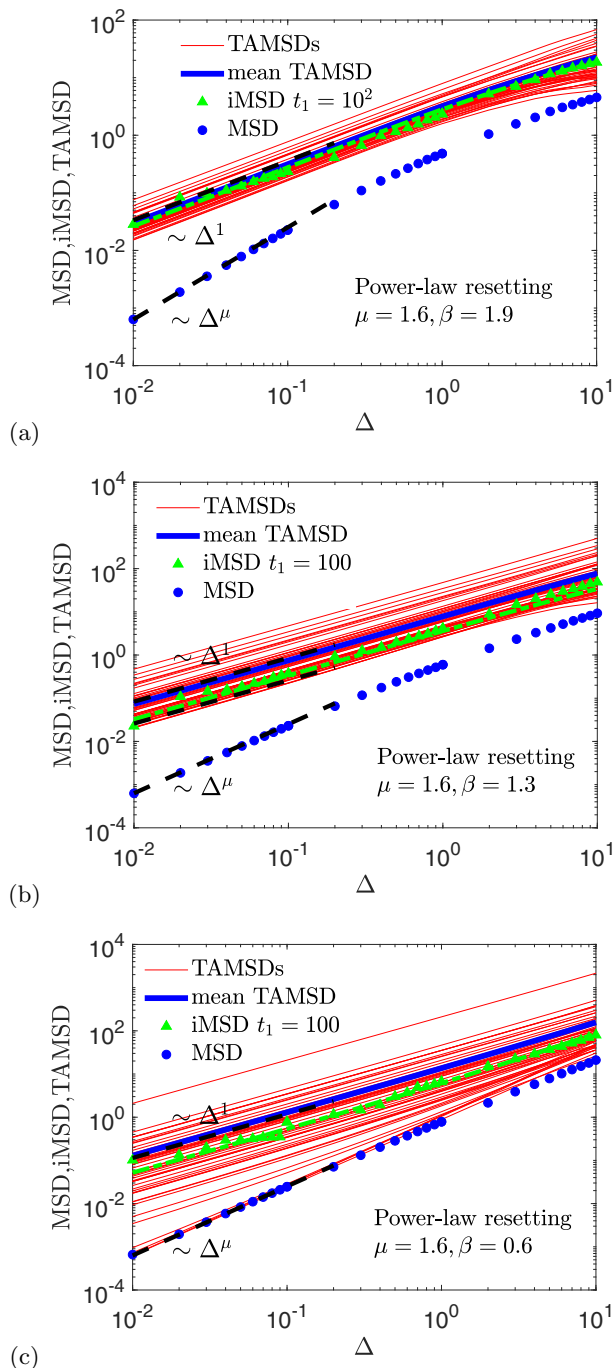 10^2
10^0
10^-2
10^-4
MSD,iMSD,TAMSD
TAMSDs
mean TAMSD
iMSD t_1 = 10^2
MSD
∼ Δ^1
∼ Δ^μ
Power-law resetting
μ = 1.6, β = 1.9
10^-2 10^-1 10^0 10^1
Δ
(a)
10^4
10^2
10^0
10^-2
10^-4
MSD,iMSD,TAMSD
TAMSDs
mean TAMSD
iMSD t_1 = 100
MSD
∼ Δ^1
∼ Δ^μ
Power-law resetting
μ = 1.6, β = 1.3
10^-2 10^-1 10^0 10^1
Δ
(b)
10^4
10^2
10^0
10^-2
10^-4
MSD,iMSD,TAMSD
TAMSDs
mean TAMSD
iMSD t_1 = 100
MSD
∼ Δ^1
∼ Δ^μ
Power-law resetting
μ = 1.6, β = 0.6
10^-2 10^-1 10^0 10^1
Δ
(c)